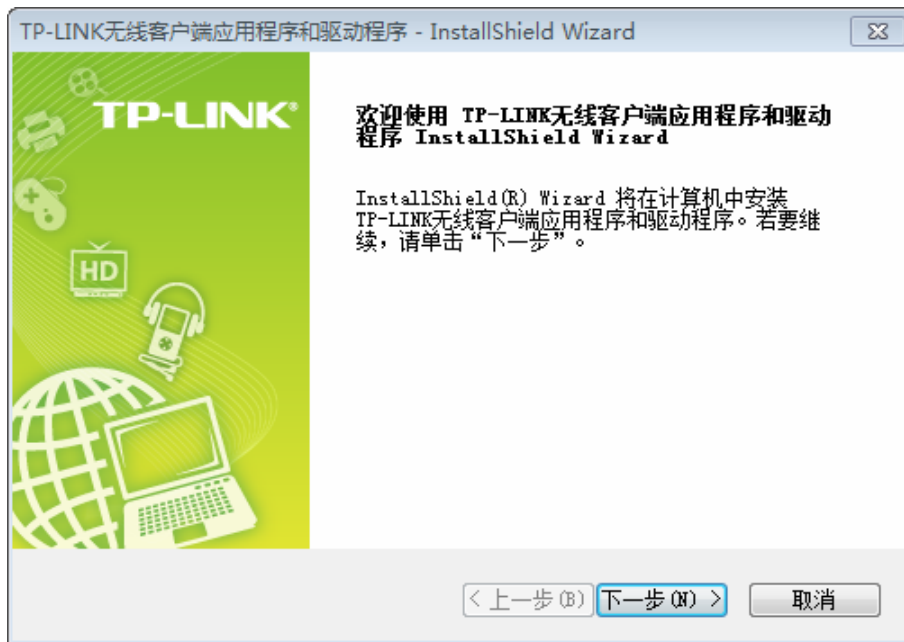 TP-LINK无线客户端应用程序和驱动程序 - InstallShield Wizard
TP-LINK®
欢迎使用 TP-LINK无线客户端应用程序和驱动
程序 InstallShield Wizard
InstallShield(R) Wizard 将在计算机中安装
TP-LINK无线客户端应用程序和驱动程序。若要继
续，请单击“下一步”。
HD
< 上一步(B)
下一步(N) >
取消